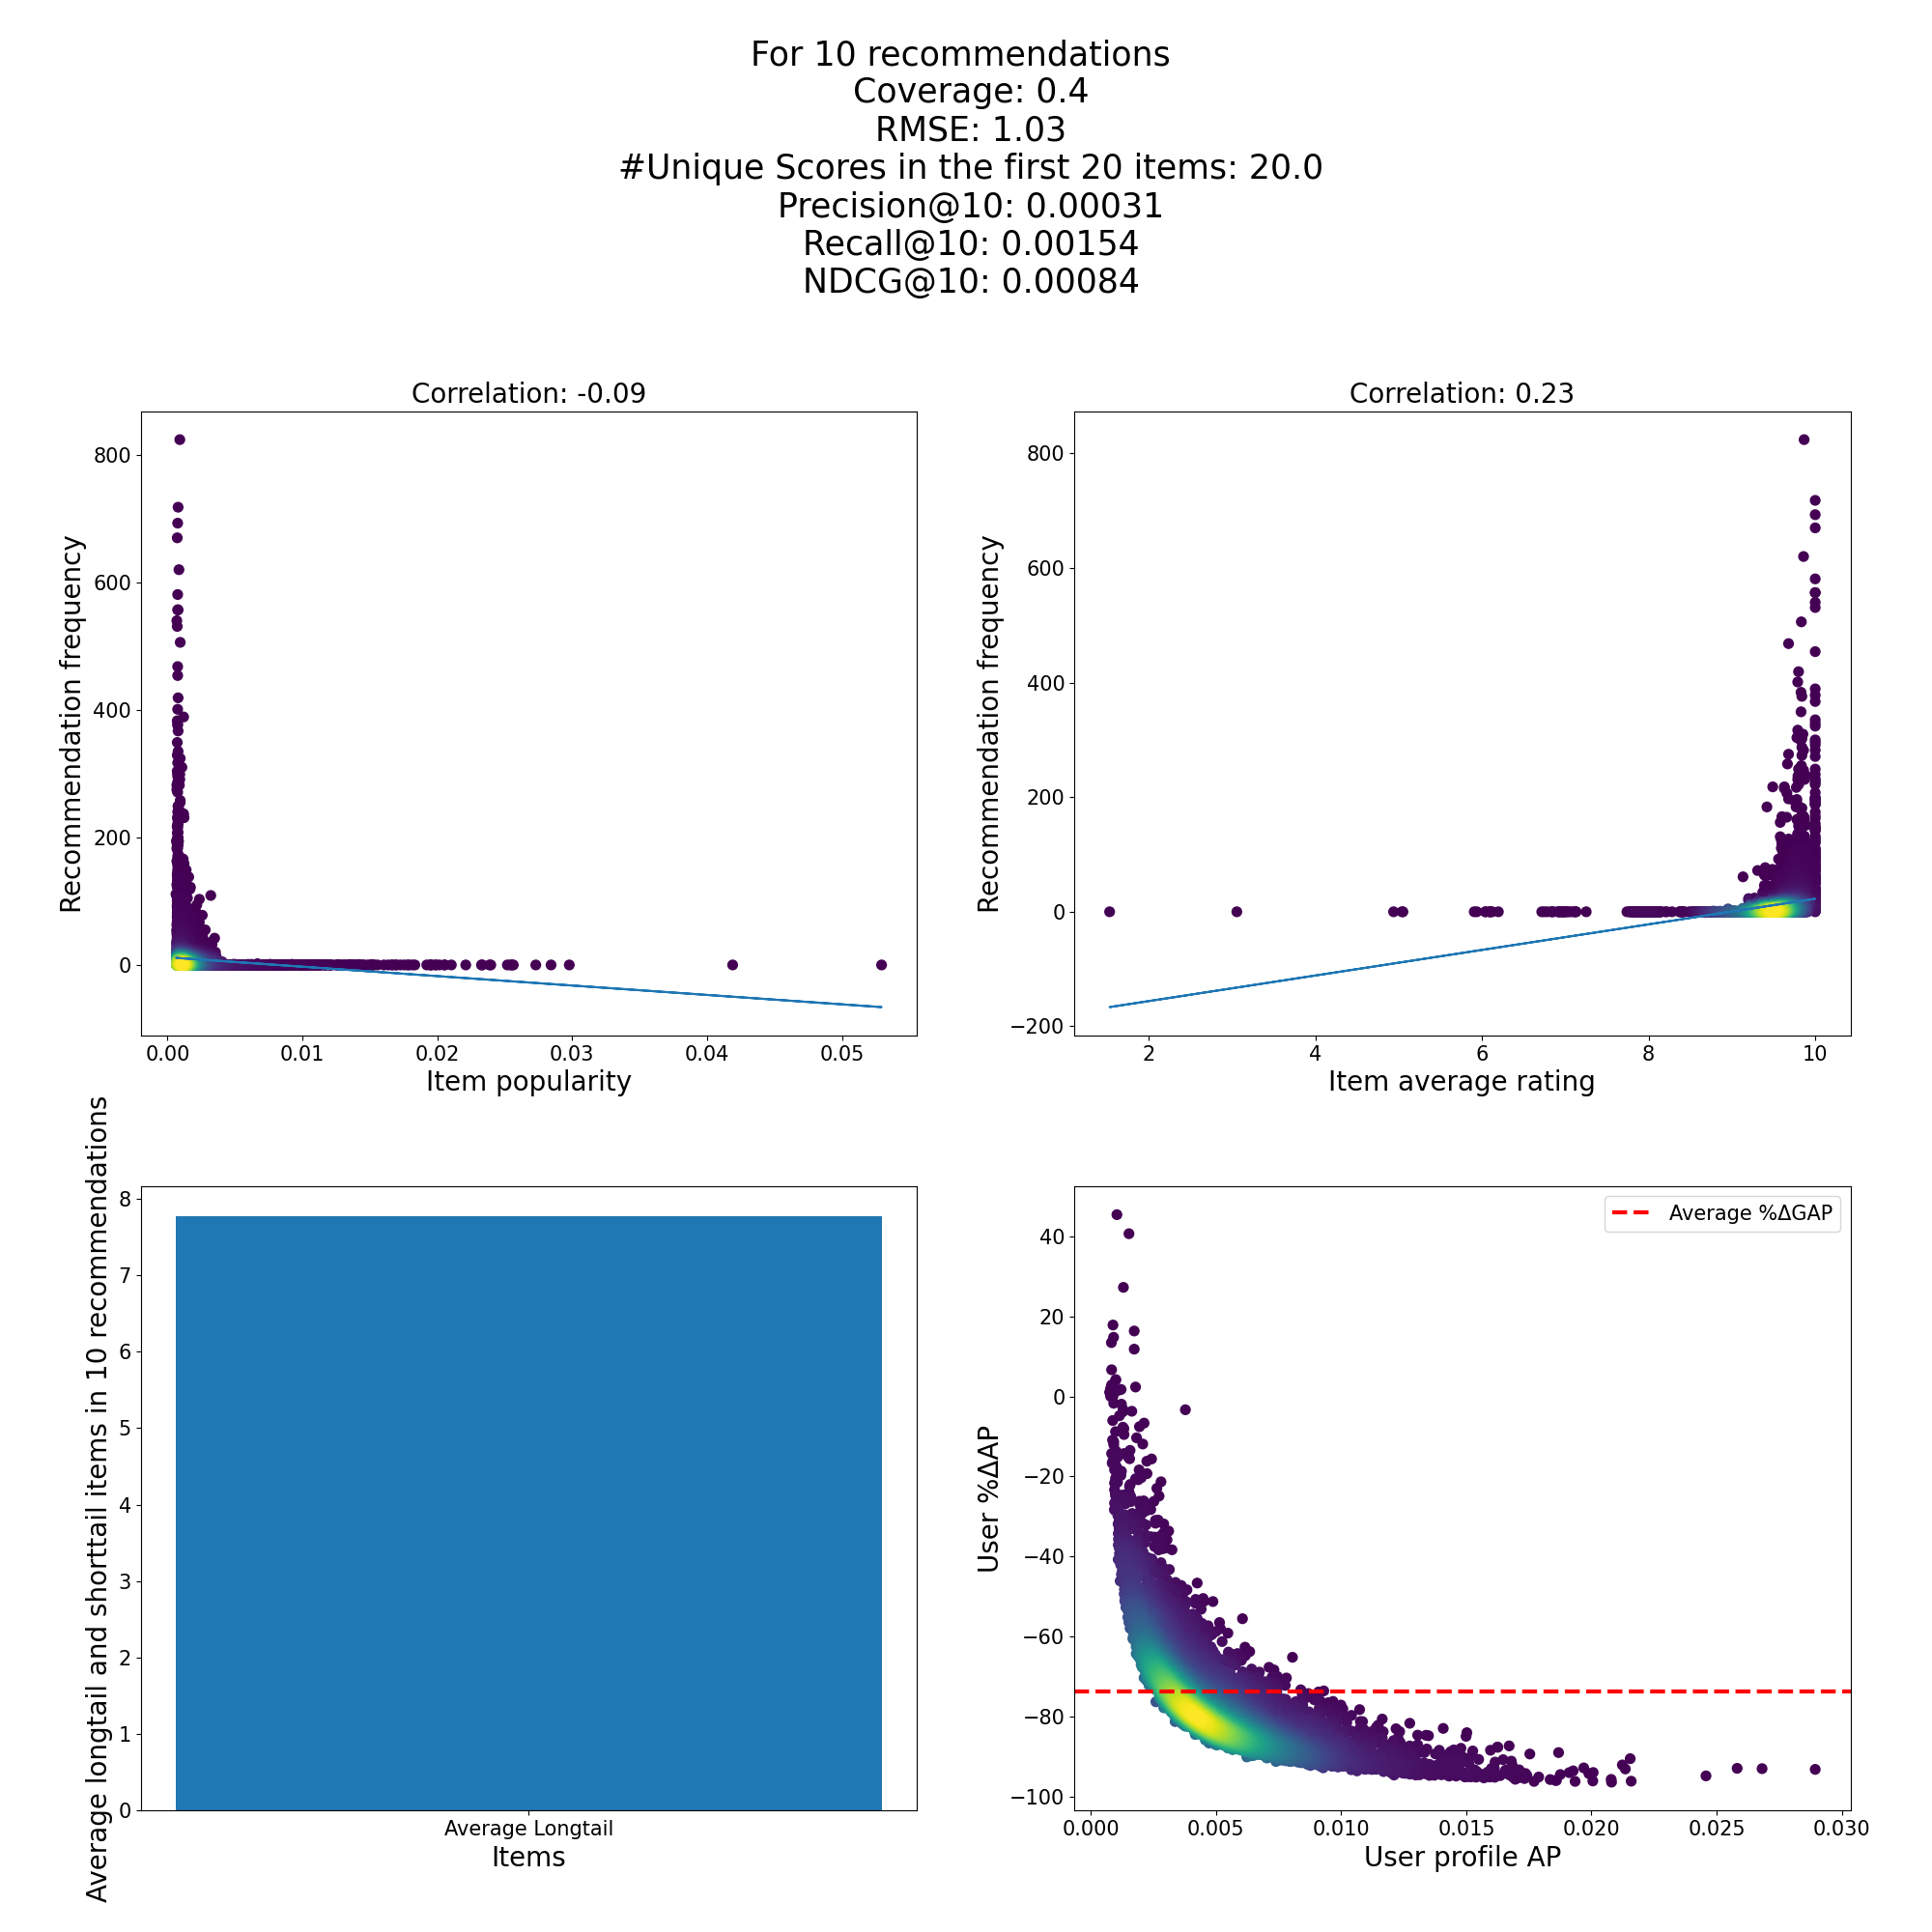 For 10 recommendations
Coverage: 0.4
RMSE: 1.03
#Unique Scores in the first 20 items: 20.0
Precision@10: 0.00031
Recall@10: 0.00154
NDCG@10: 0.00084
Correlation: -0.09
Recommendation frequency
800
600
400
200
0
0.00 0.01 0.02 0.03 0.04 0.05
Item popularity
Correlation: 0.23
Recommendation frequency
800
600
400
200
0
−200
2 4 6 8 10
Item average rating
Average longtail and shorttail items in 10 recommendations
8
7
6
5
4
3
2
1
0
Average Longtail
Items
User %ΔAP
40
20
0
−20
−40
−60
−80
−100
Average %ΔGAP
0.000 0.005 0.010 0.015 0.020 0.025 0.030
User profile AP